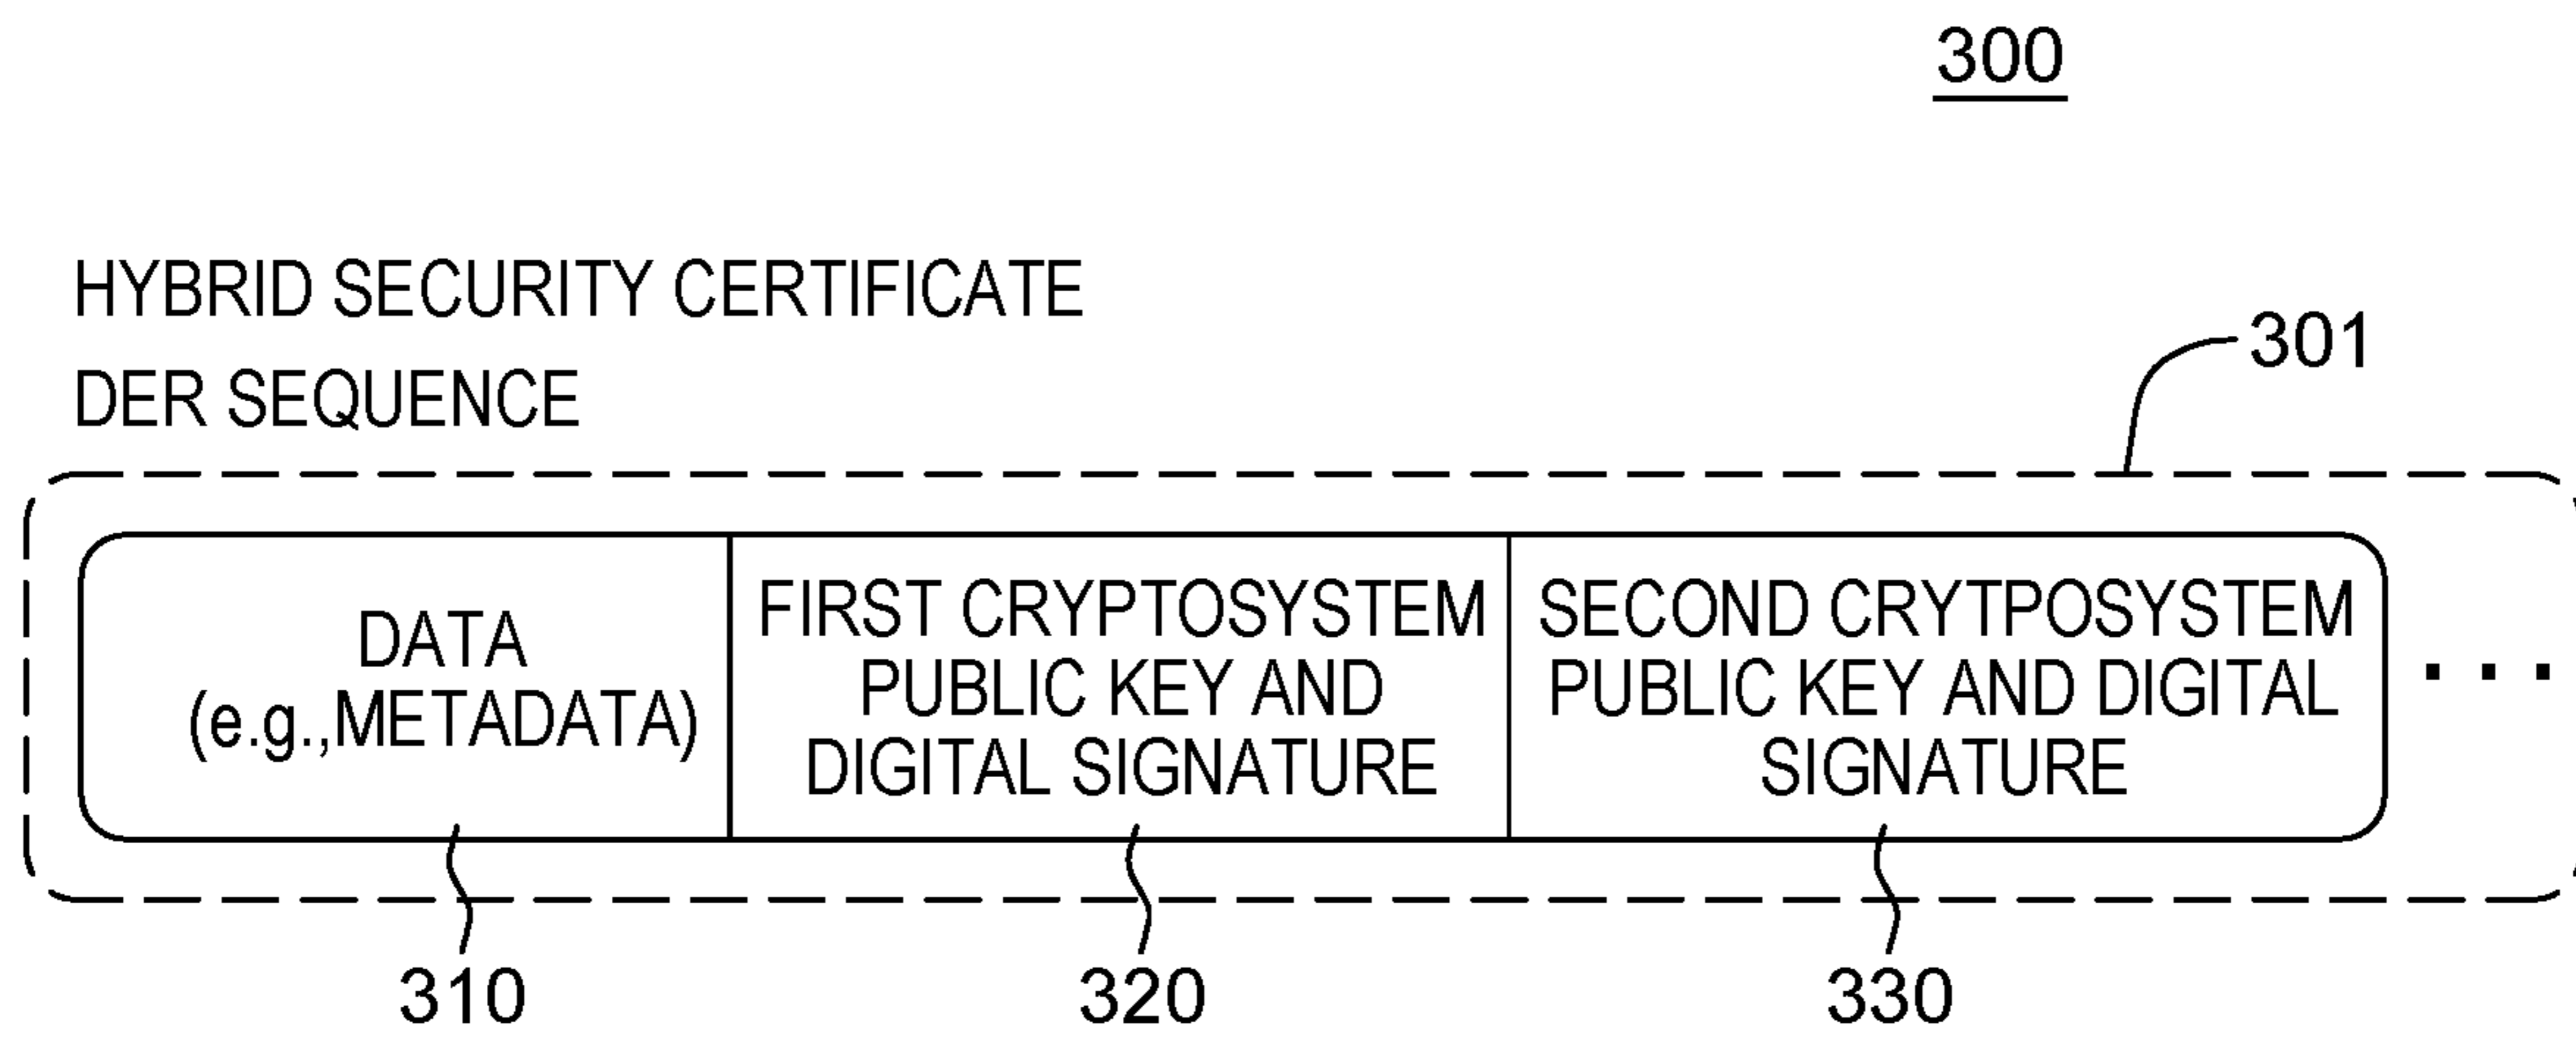 300
HYBRID SECURITY CERTIFICATE
DER SEQUENCE
301
DATA
(e.g.,METADATA)
FIRST CRYPTOSYSTEM
PUBLIC KEY AND
DIGITAL SIGNATURE
SECOND CRYTPOSYSTEM
PUBLIC KEY AND DIGITAL
SIGNATURE
...
310
320
330